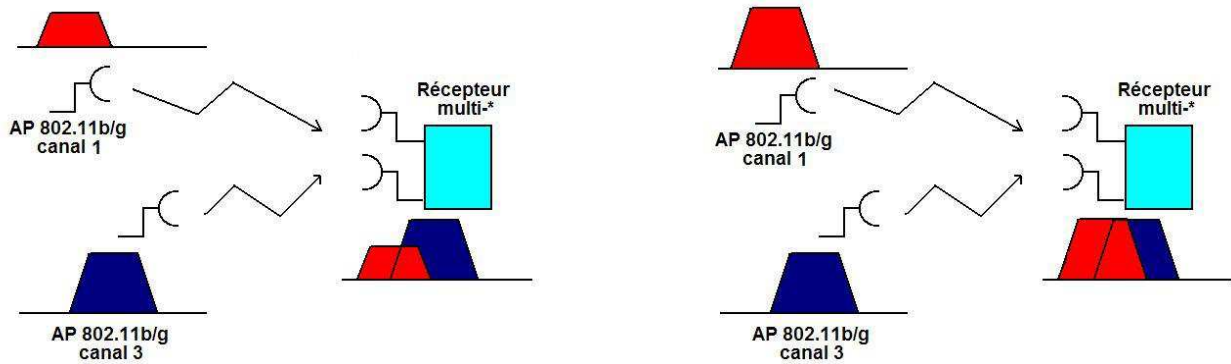 Récepteur
multi-*
AP 802.11b/g
canal 1
AP 802.11b/g
canal 3
Récepteur
multi-*
AP 802.11b/g
canal 1
AP 802.11b/g
canal 3